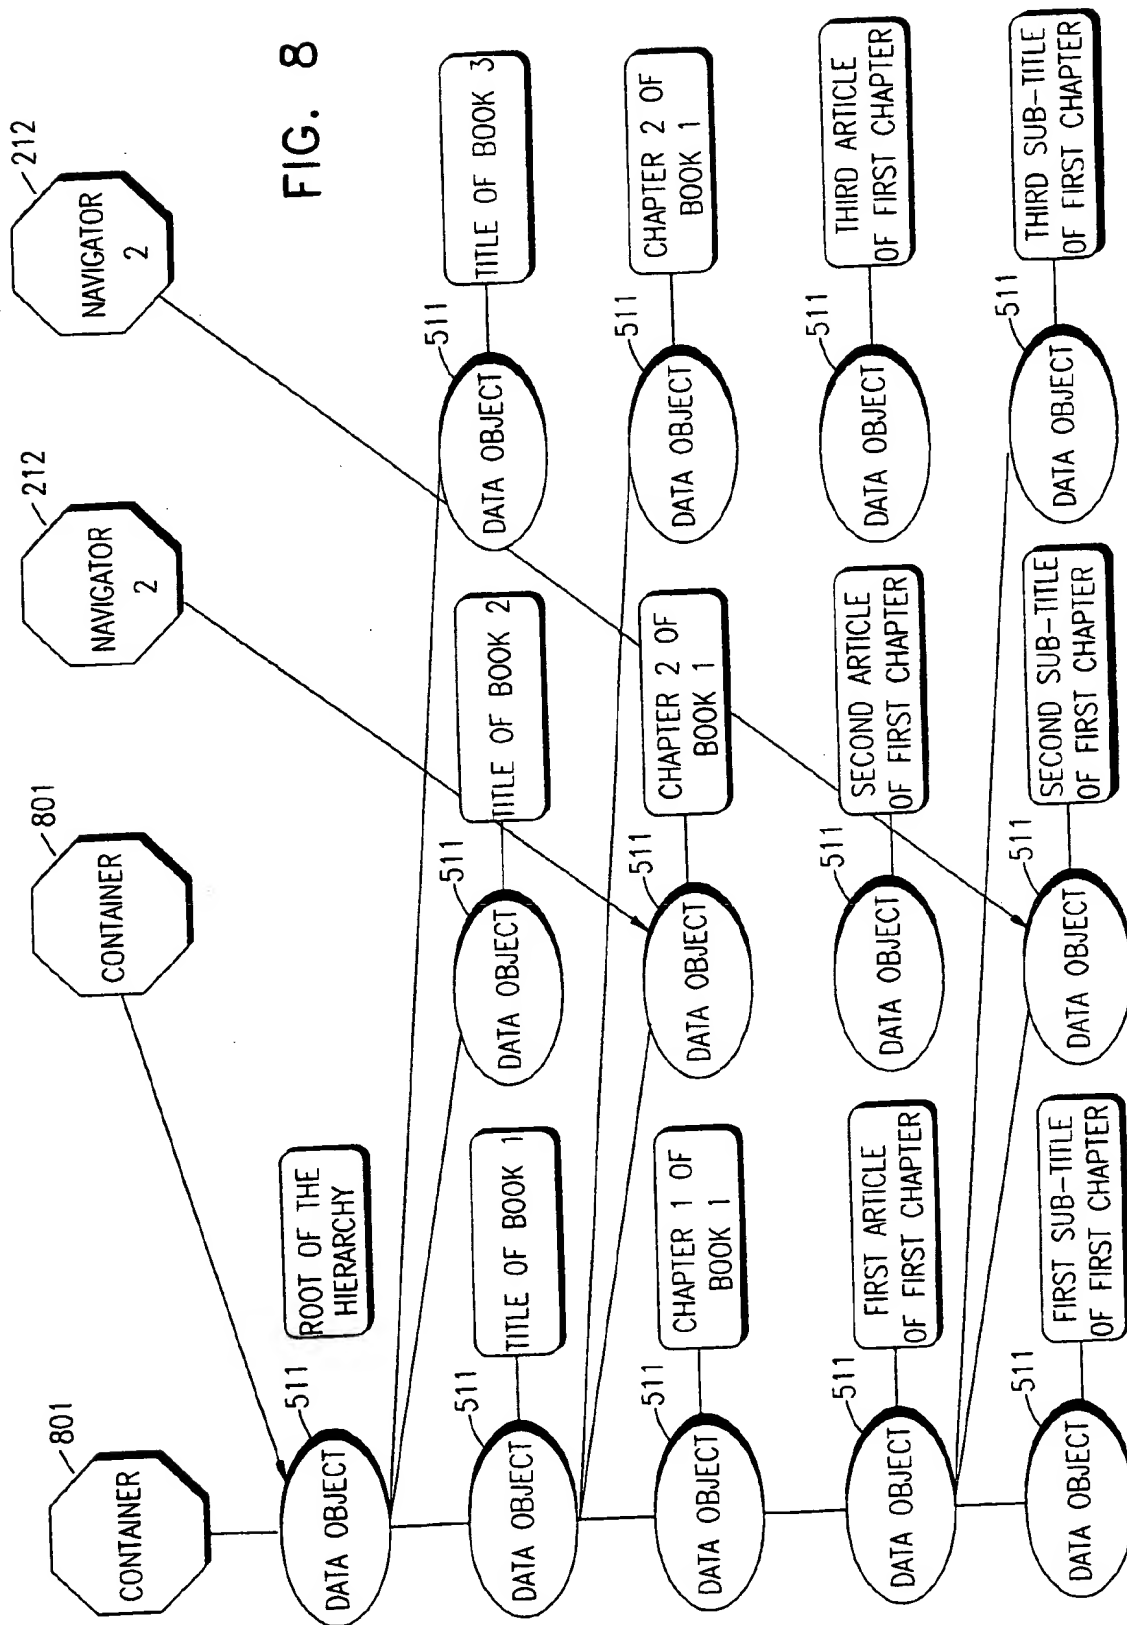 FIG. 8
801
CONTAINER
801
CONTAINER
212
NAVIGATOR
2
212
NAVIGATOR
2
511
DATA OBJECT
ROOT OF THE
HIERARCHY
511
DATA OBJECT
TITLE OF BOOK 1
511
DATA OBJECT
TITLE OF BOOK 2
511
DATA OBJECT
TITLE OF BOOK 3
511
DATA OBJECT
CHAPTER 1 OF
BOOK 1
511
DATA OBJECT
CHAPTER 2 OF
BOOK 1
511
DATA OBJECT
CHAPTER 2 OF
BOOK 1
511
DATA OBJECT
FIRST ARTICLE
OF FIRST CHAPTER
511
DATA OBJECT
SECOND ARTICLE
OF FIRST CHAPTER
511
DATA OBJECT
THIRD ARTICLE
OF FIRST CHAPTER
511
DATA OBJECT
FIRST SUB-TITLE
OF FIRST CHAPTER
511
DATA OBJECT
SECOND SUB-TITLE
OF FIRST CHAPTER
511
DATA OBJECT
THIRD SUB-TITLE
OF FIRST CHAPTER